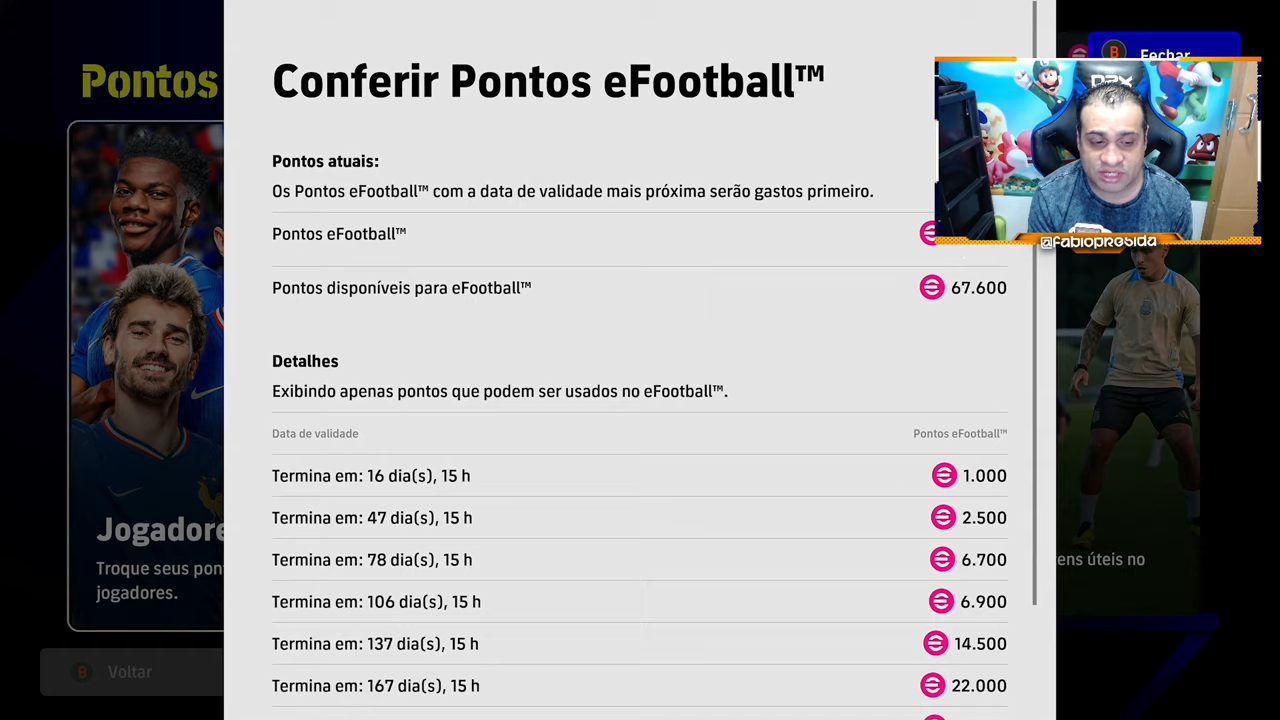 Pontos
Conferir Pontos eFootball™
B Fechar
Pontos atuais:
Os Pontos eFootball™ com a data de validade mais próxima serão gastos primeiro.
Pontos eFootball™
@fabiopresida
Pontos disponíveis para eFootball™ 67.600
Detalhes
Exibindo apenas pontos que podem ser usados no eFootball™.
Data de validade Pontos eFootball™
Termina em: 16 dia(s), 15 h 1.000
Termina em: 47 dia(s), 15 h 2.500
Termina em: 78 dia(s), 15 h 6.700
Termina em: 106 dia(s), 15 h 6.900
Termina em: 137 dia(s), 15 h 14.500
Termina em: 167 dia(s), 15 h 22.000
Jogadore
Troque seus pon
jogadores.
ens úteis no
B Voltar